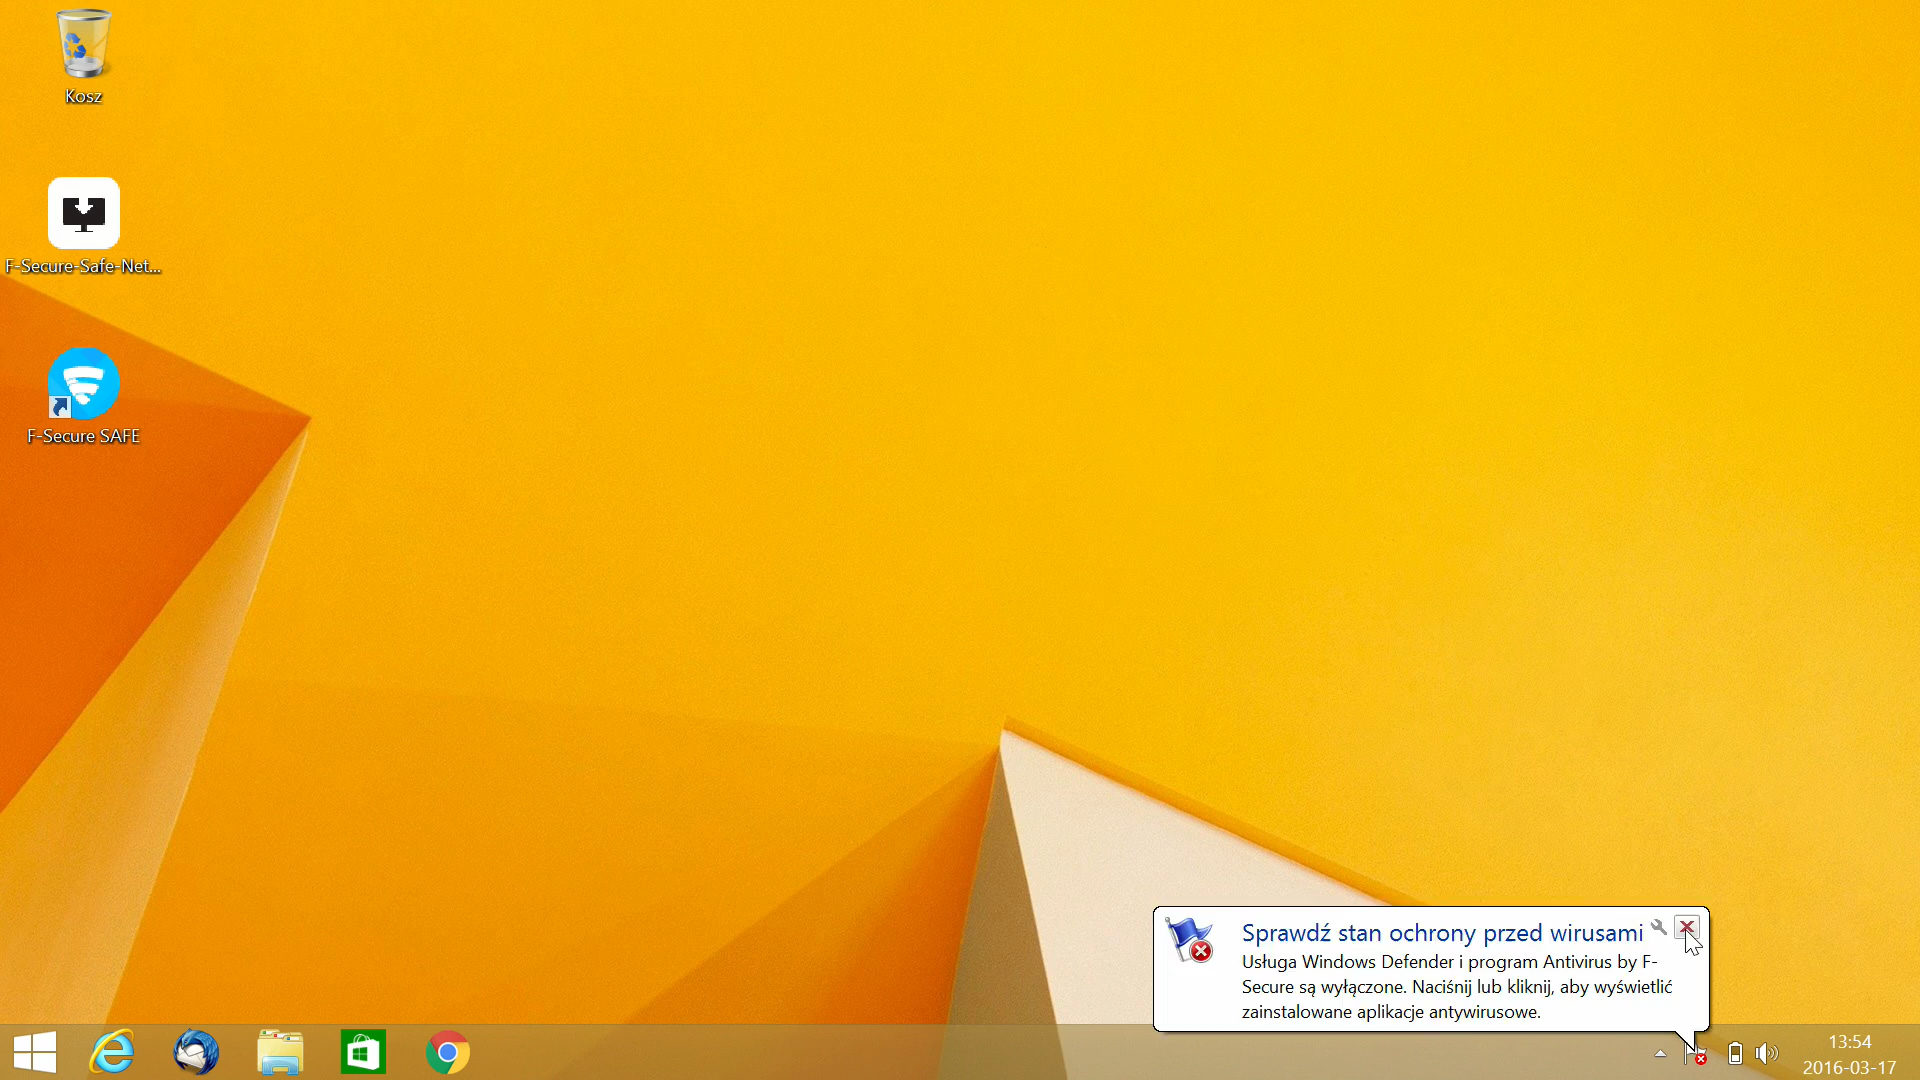 Kosz
F-Secure-Safe-Net...
F-Secure SAFE
Sprawdź stan ochrony przed wirusami
Usługa Windows Defender i program Antivirus by F-
Secure są wyłączone. Naciśnij lub kliknij, aby wyświetlić
zainstalowane aplikacje antywirusowe.
13:54
2016-03-17